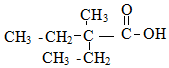 CH₃ O
CH₃ -CH₂- C – C -OH
CH₃ -CH₂